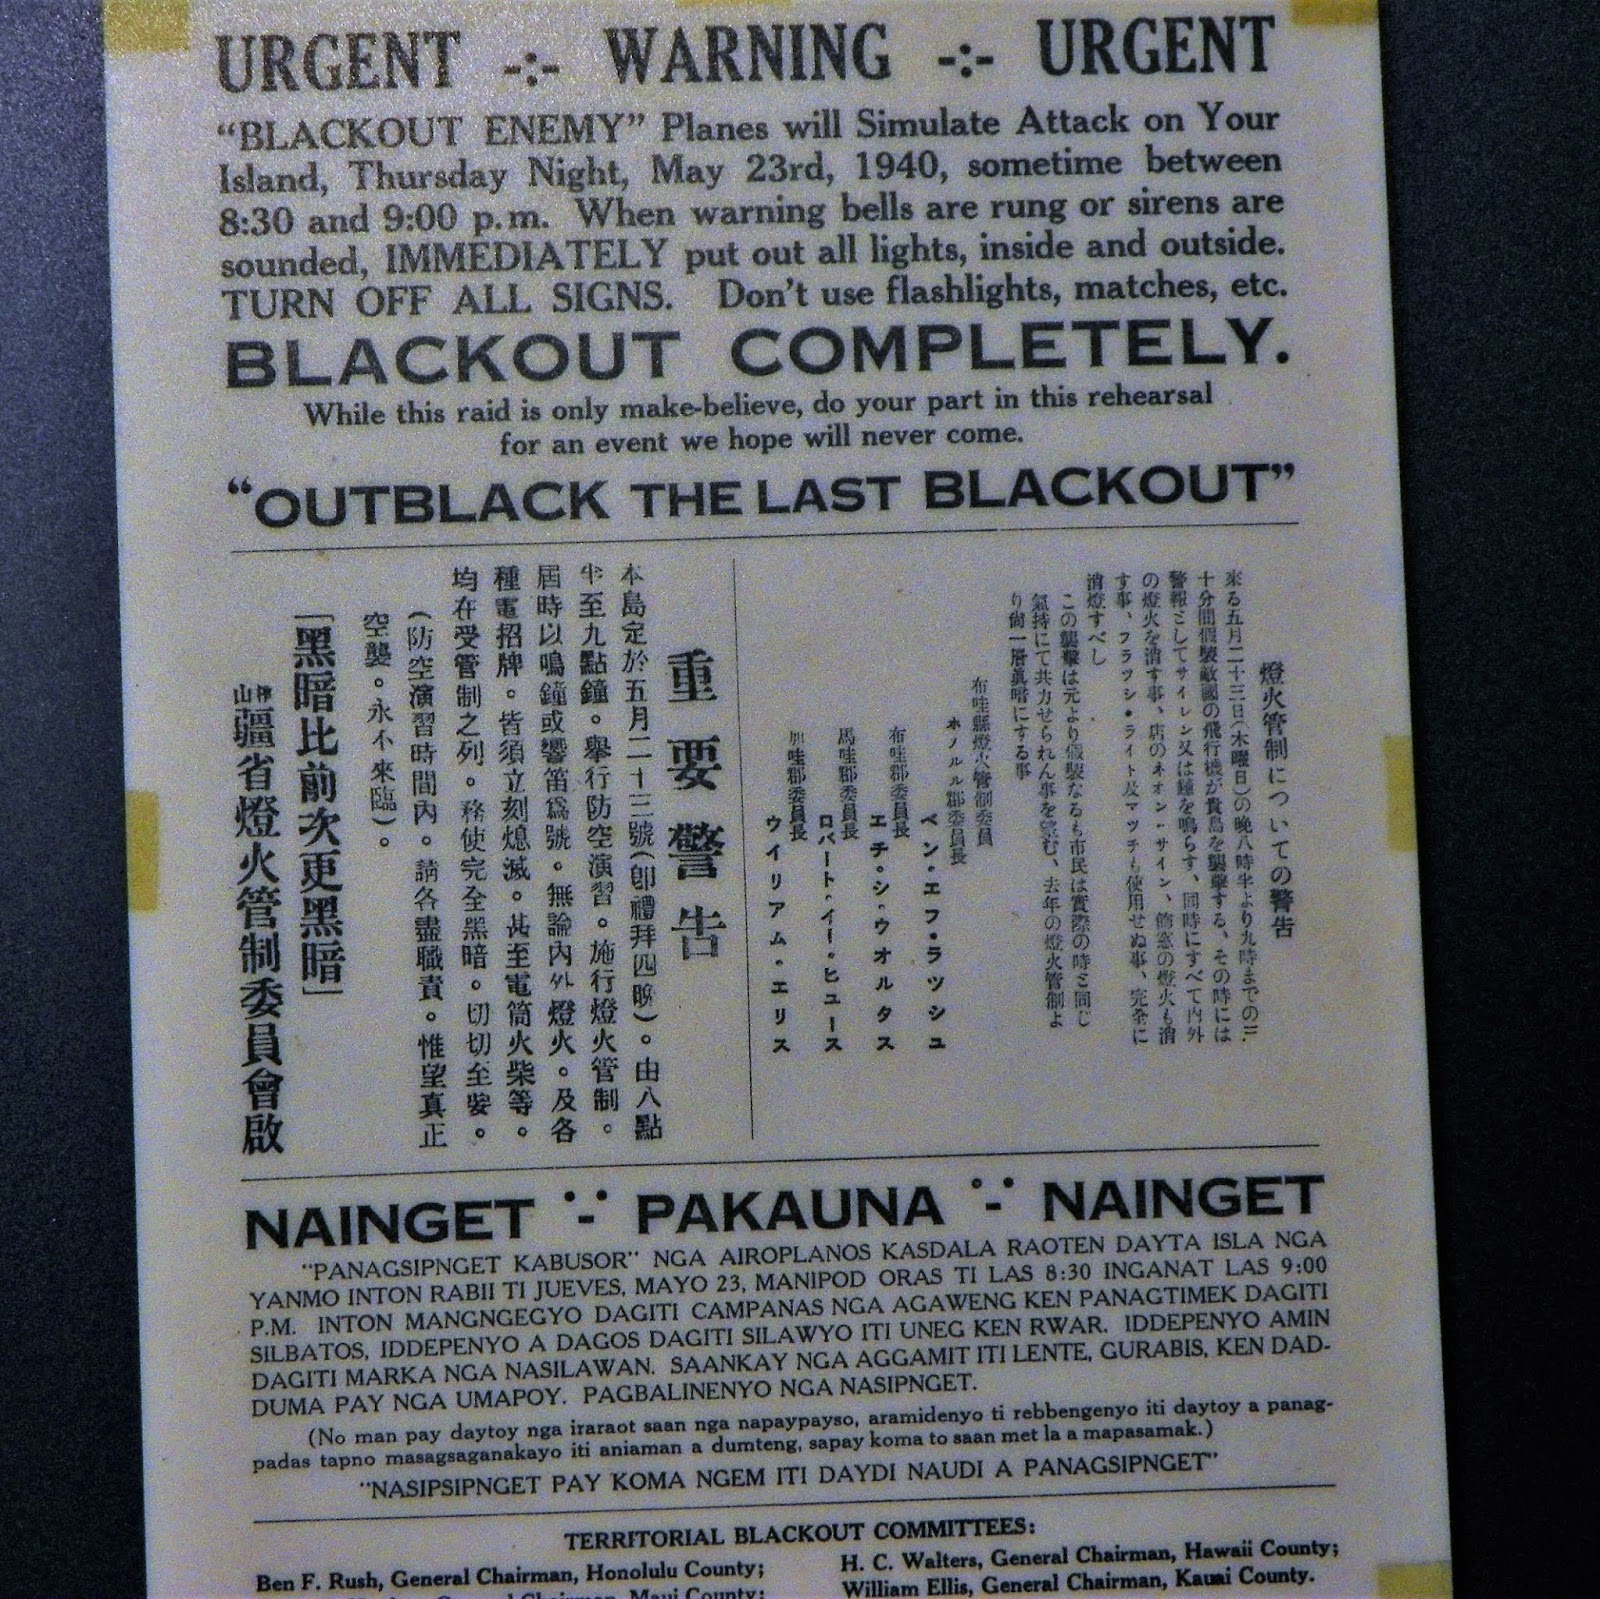 URGENT -:- WARNING -:- URGENT
“BLACKOUT ENEMY” Planes will Simulate Attack on Your
Island, Thursday Night, May 23rd, 1940, sometime between
8:30 and 9:00 p.m. When warning bells are rung or sirens are
sounded, IMMEDIATELY put out all lights, inside and outside.
TURN OFF ALL SIGNS. Don't use flashlights, matches, etc.
BLACKOUT COMPLETELY.
While this raid is only make-believe, do your part in this rehearsal
for an event we hope will never come.
“OUTBLACK THE LAST BLACKOUT”
燈火管制についての警告
來る五月二十三日(木曜日)の晩八時半より九時までの三
十分間假裝敵國の飛行機が貴島を襲擊する、その時には
警報ミしてサイレン又は鐘を鳴らす、同時にすべて内外
の燈火を消す事、店のネオン・サイン、飾窓の燈火も消
す事、フラツシ・ライト及マツチも使用せぬ事、完全に
消燈すべし
この襲擊は元より假裝なるも市民は實際の時ミ同じ
氣持にて共力せられん事を望む、去年の燈火管制よ
り尙一層眞暗にする事
布哇縣燈火管制委員
ホノルル郡委員長
ベン・エフ・ラツシユ
布哇郡委員長
エチ・シ・ウオルタス
馬哇郡委員長
ロバート・イー・ヒユース
加哇郡委員長
ウイリアム・エリス
重要警告
本島定於五月二十三號(卽禮拜四晚)。由八點
半至九點鐘。舉行防空演習。施行燈火管制。
屆時以鳴鐘或響笛爲號。無論內外燈火。及各
種電招牌。皆須立刻熄滅。甚至電筒火柴等。
均在受管制之列。務使完全黑暗。切切至要。
(防空演習時間內。請各盡職責。惟望眞正
空襲。永不來臨)。
「黑暗比前次更黑暗」
檀山疆省燈火管制委員會啟
NAINGET -:- PAKAUNA -:- NAINGET
“PANAGSIPNGET KABUSOR” NGA AIROPLANOS KASDALA RAOTEN DAYTA ISLA NGA
YANMO INTON RABII TI JUEVES, MAYO 23, MANIPOD ORAS TI LAS 8:30 INGANAT LAS 9:00
P.M. INTON MANGNGEGYO DAGITI CAMPANAS NGA AGAWENG KEN PANAGTIMEK DAGITI
SILBATOS, IDDEPENYO A DAGOS DAGITI SILAWYO ITI UNEG KEN RWAR. IDDEPENYO AMIN
DAGITI MARKA NGA NASILAWAN. SAANKAY NGA AGGAMIT ITI LENTE, GURABIS, KEN DAD-
DUMA PAY NGA UMAPOY. PAGBALINENYO NGA NASIPNGET.
(No man pay daytoy nga iraraot saan nga napaypayso, aramidenyo ti rebbengenyo iti daytoy a panag-
padas tapno masagsaganakayo iti aniaman a dumteng, sapay koma to saan met la a mapasamak.)
“NASIPSIPNGET PAY KOMA NGEM ITI DAYDI NAUDI A PANAGSIPNGET”
TERRITORIAL BLACKOUT COMMITTEES:
Ben F. Rush, General Chairman, Honolulu County;
H. C. Walters, General Chairman, Hawaii County;
General Chairman, Maui County;
William Ellis, General Chairman, Kauai County.